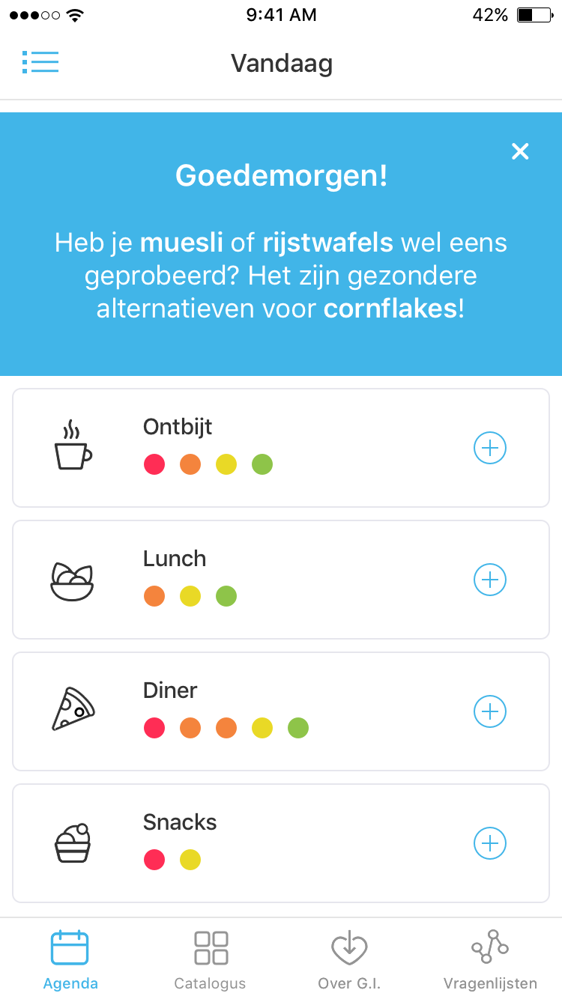 9:41 AM
42%
Vandaag
Goedemorgen!
Heb je muesli of rijstwafels wel eens
geprobeerd? Het zijn gezondere
alternatieven voor cornflakes!
Ontbijt
Lunch
Diner
Snacks
Agenda
Catalogus
Over G.I.
Vragenlijsten